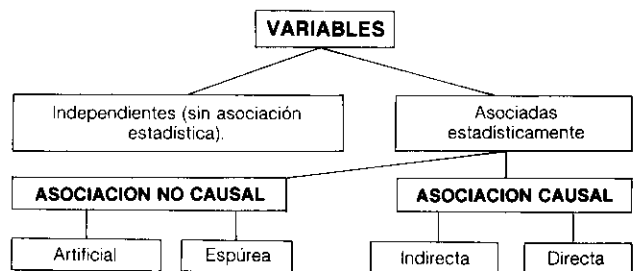 VARIABLES
Independientes (sin asociación
estadística).
Asociadas
estadísticamente
ASOCIACION NO CAUSAL
ASOCIACION CAUSAL
Artificial
Espúrea
Indirecta
Directa